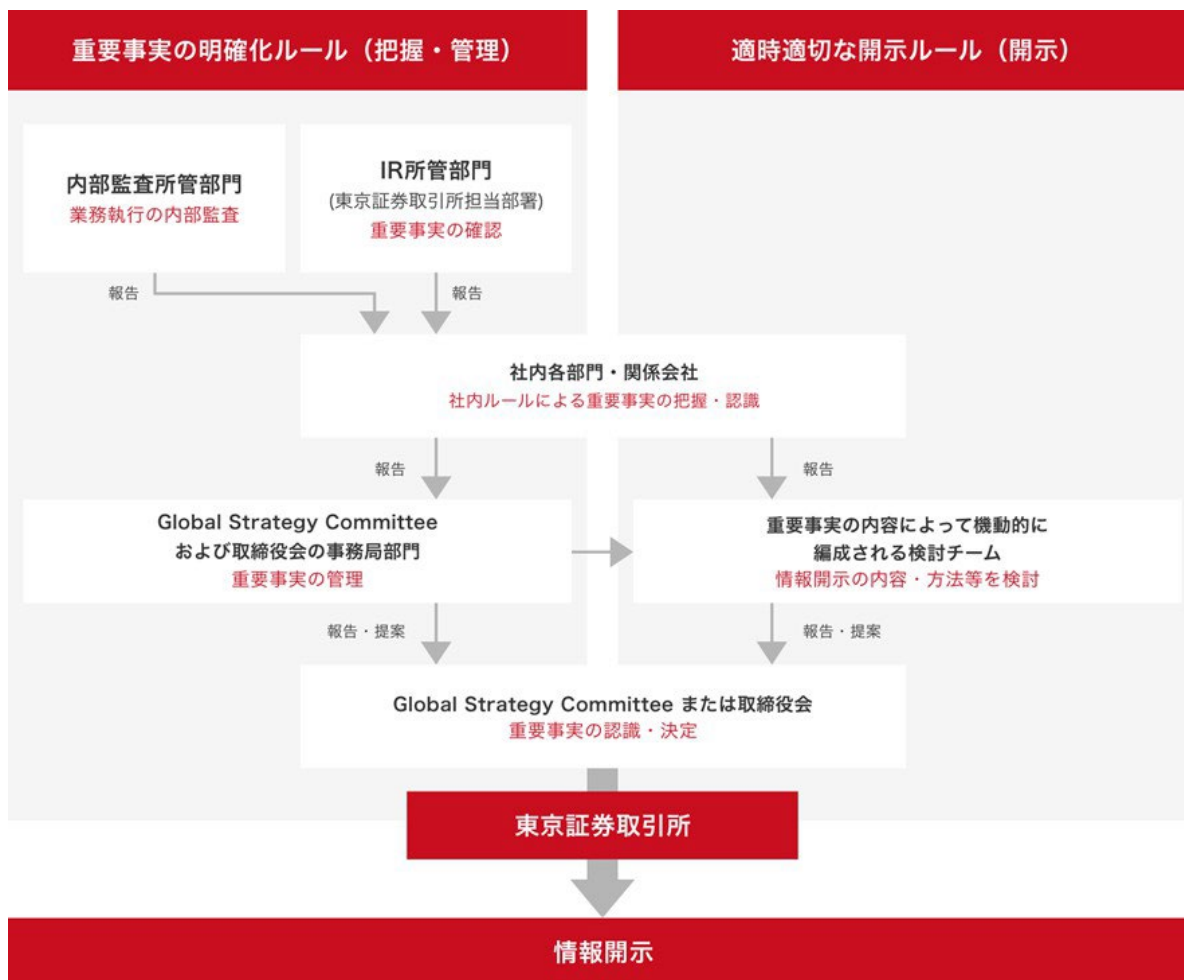 重要事実の明確化ルール（把握・管理）
適時適切な開示ルール（開示）
内部監査所管部門
業務執行の内部監査
IR所管部門
(東京証券取引所担当部署)
重要事実の確認
報告
報告
社内各部門・関係会社
社内ルールによる重要事実の把握・認識
報告
報告
Global Strategy Committee
および取締役会の事務局部門
重要事実の管理
重要事実の内容によって機動的に
編成される検討チーム
情報開示の内容・方法等を検討
報告・提案
報告・提案
Global Strategy Committee または取締役会
重要事実の認識・決定
東京証券取引所
情報開示